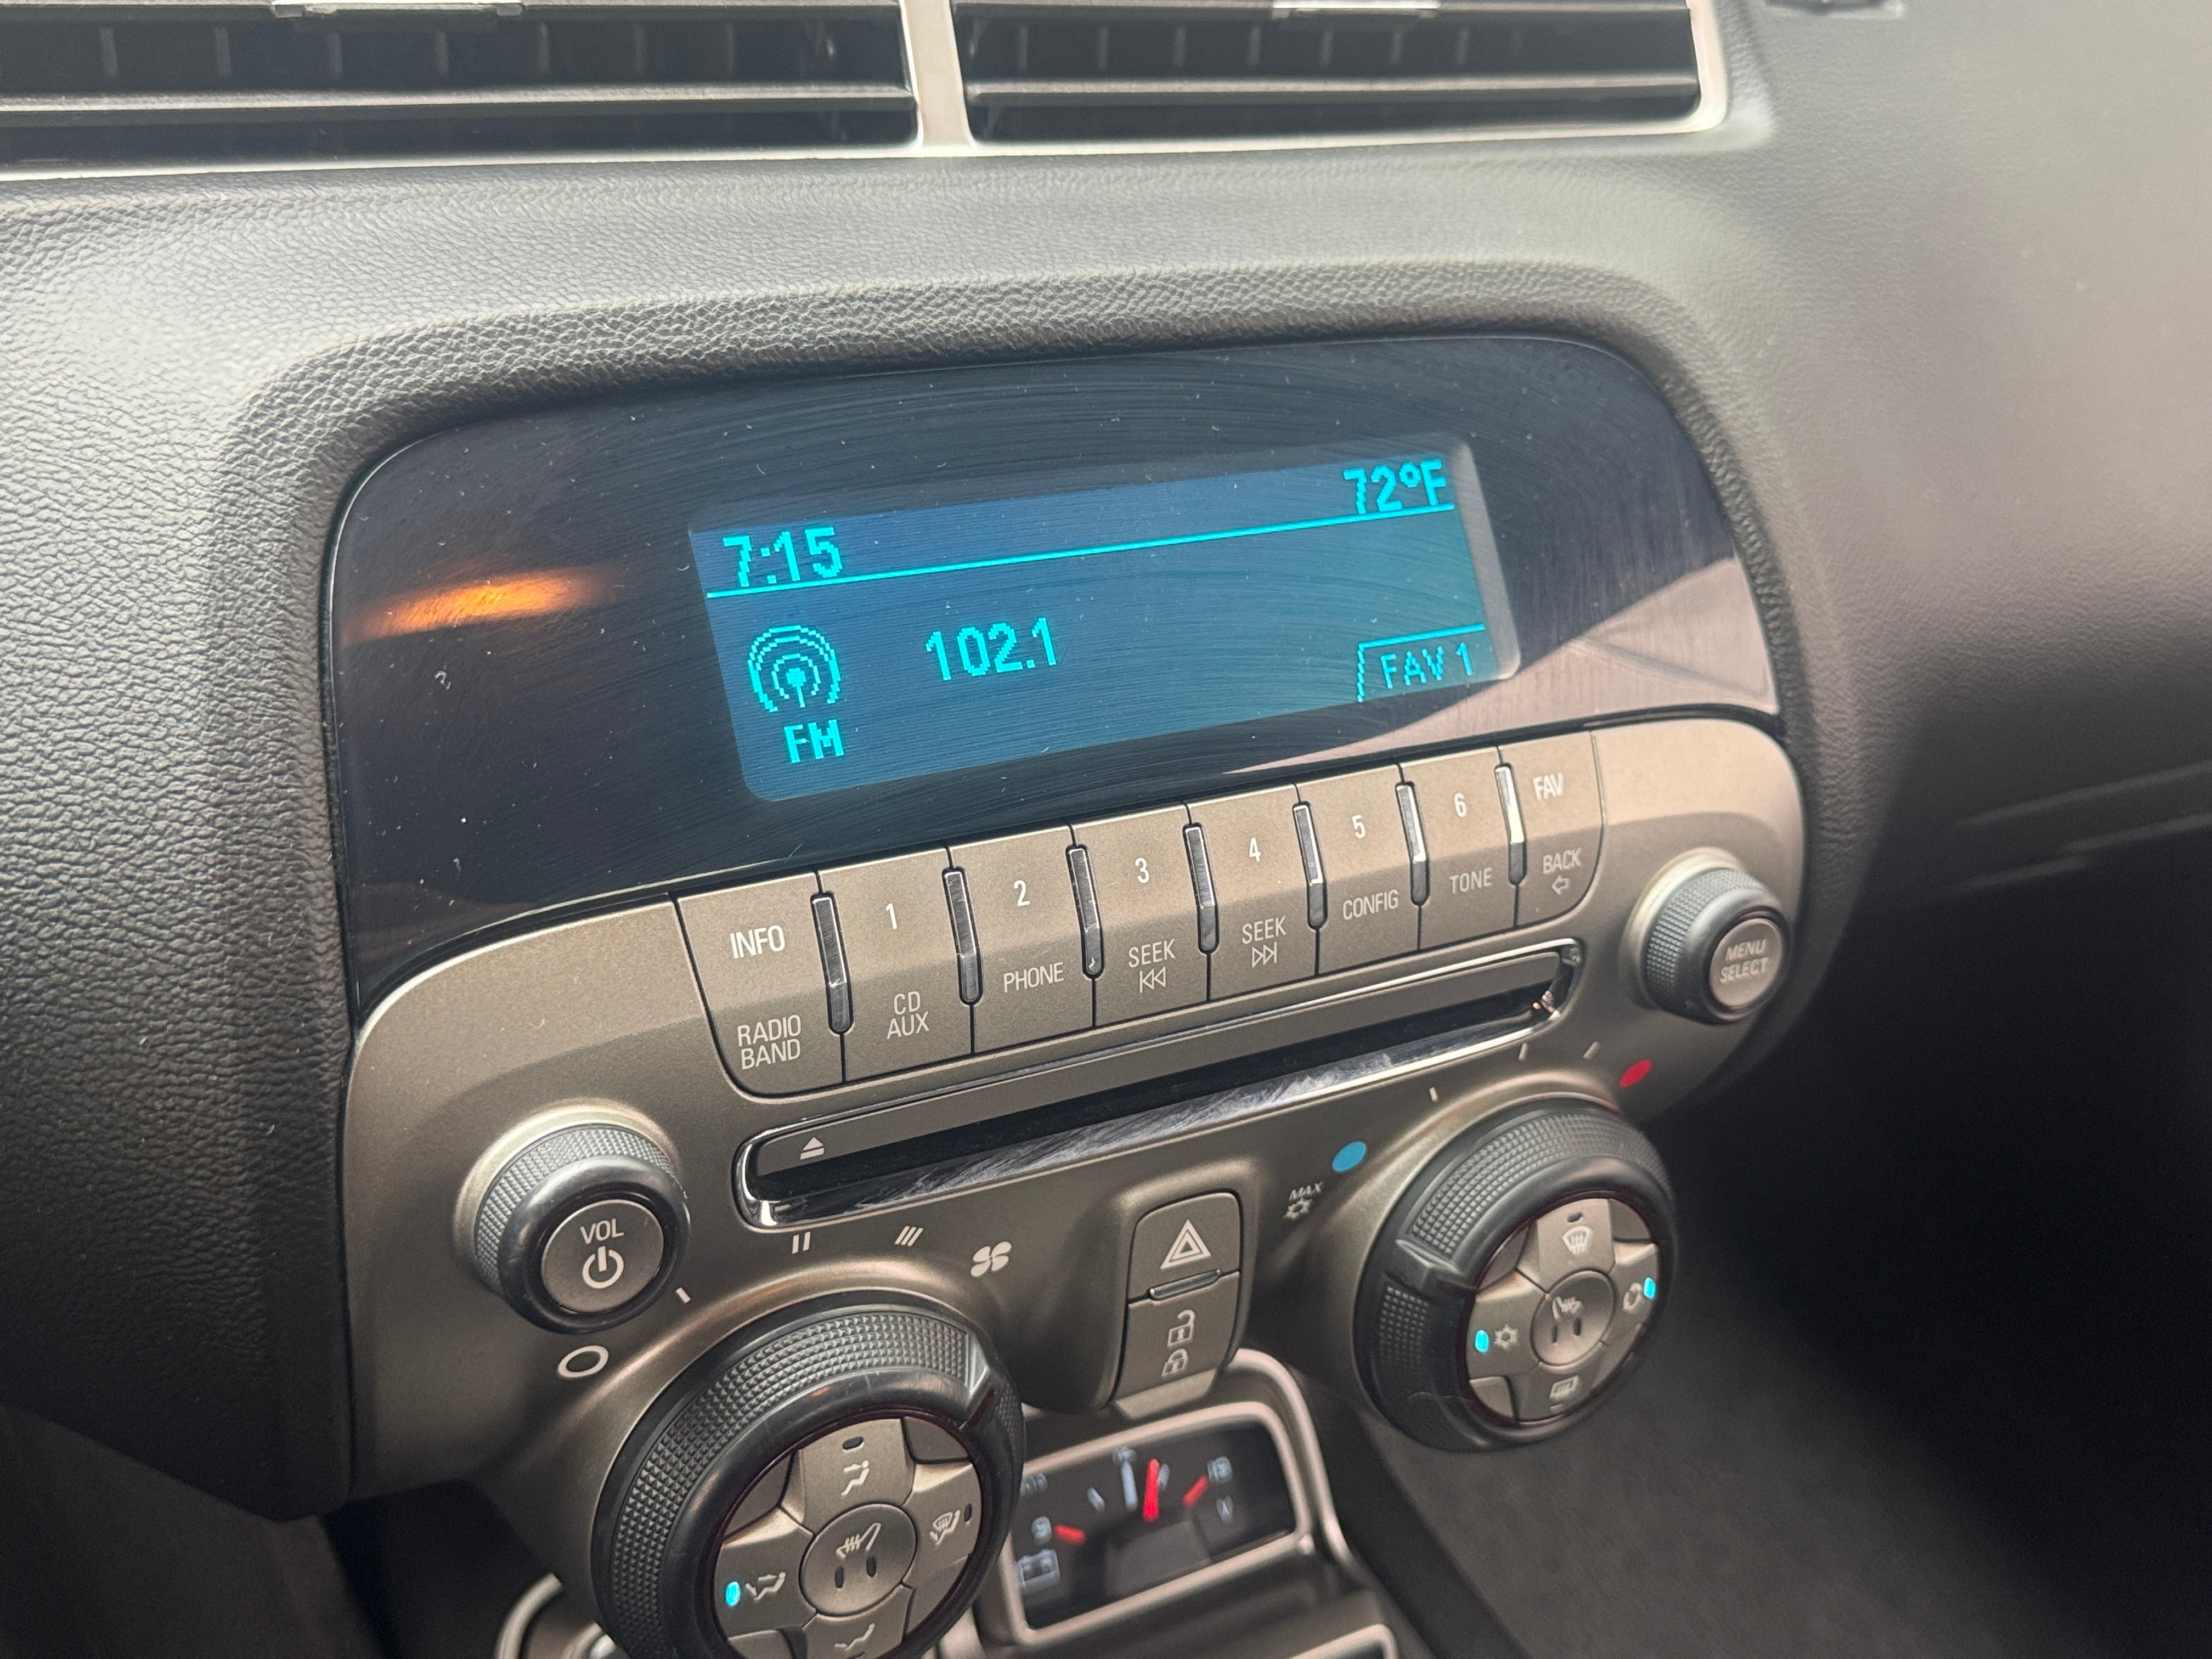 7:15 72°F
102.1
FM FAV 1
INFO 1 2 3 4 5 6 FAV
RADIO BAND CD AUX PHONE SEEK SEEK CONFIG TONE BACK
MENU SELECT
VOL
MAX